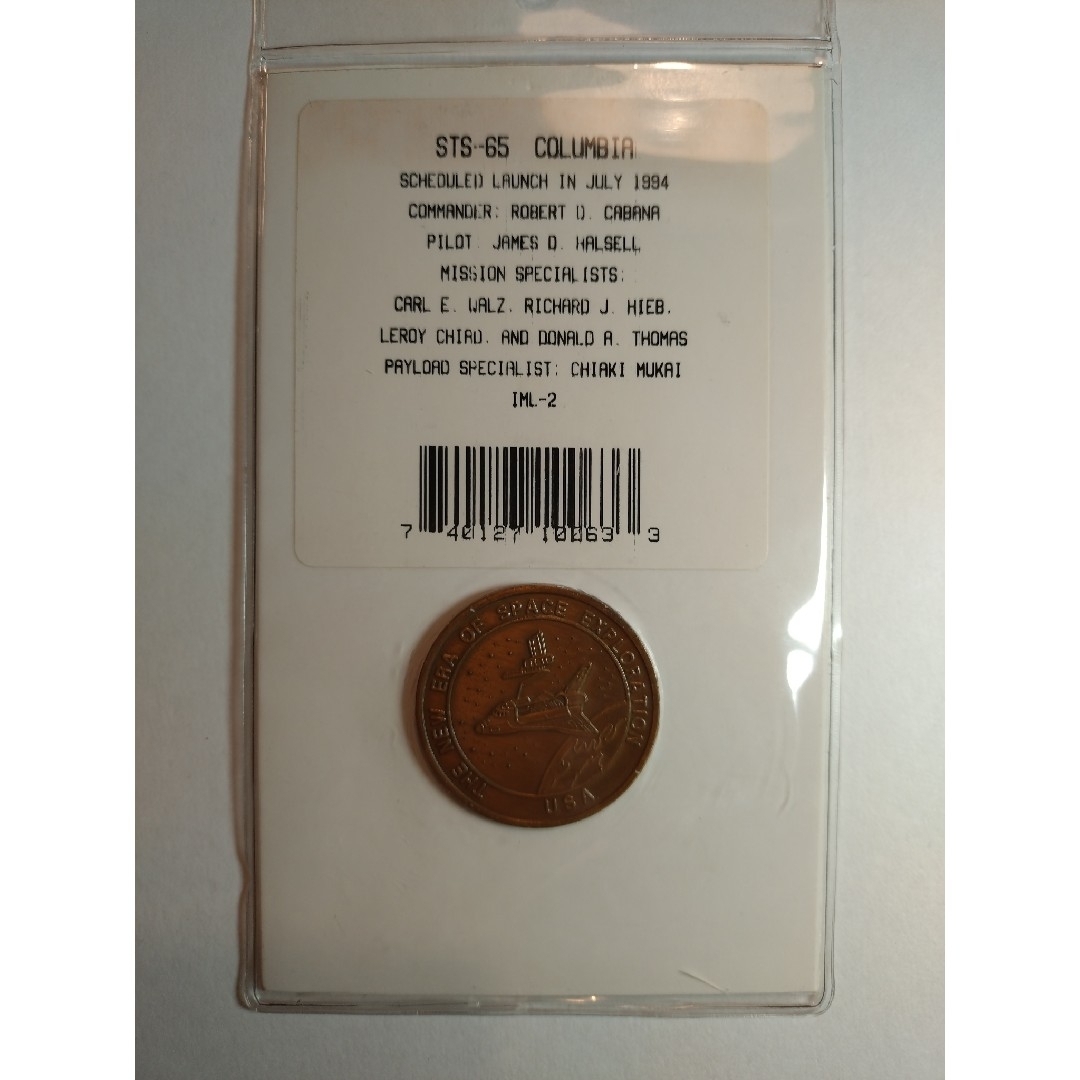 STS-65 COLUMBIA
SCHEDULED LAUNCH IN JULY 1994
COMMANDER: ROBERT D. CABANA
PILOT: JAMES D. HALSELL
MISSION SPECIALISTS:
CARL E. WALZ, RICHARD J. HIEB,
LEROY CHIAO, AND DONALD A. THOMAS
PAYLOAD SPECIALIST: CHIAKI MUKAI
IML-2
7 40127 10063 3
THE NEW ERA OF SPACE EXPLORATION
USA